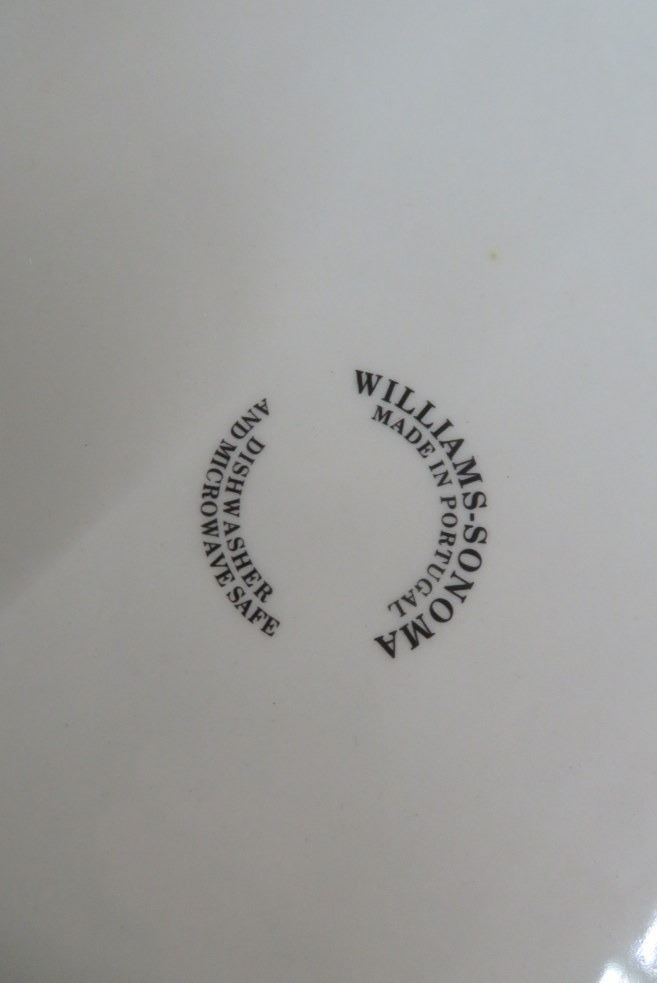 WILLIAMS-SONOMA
MADE IN PORTUGAL
DISHWASHER
AND MICROWAVE SAFE